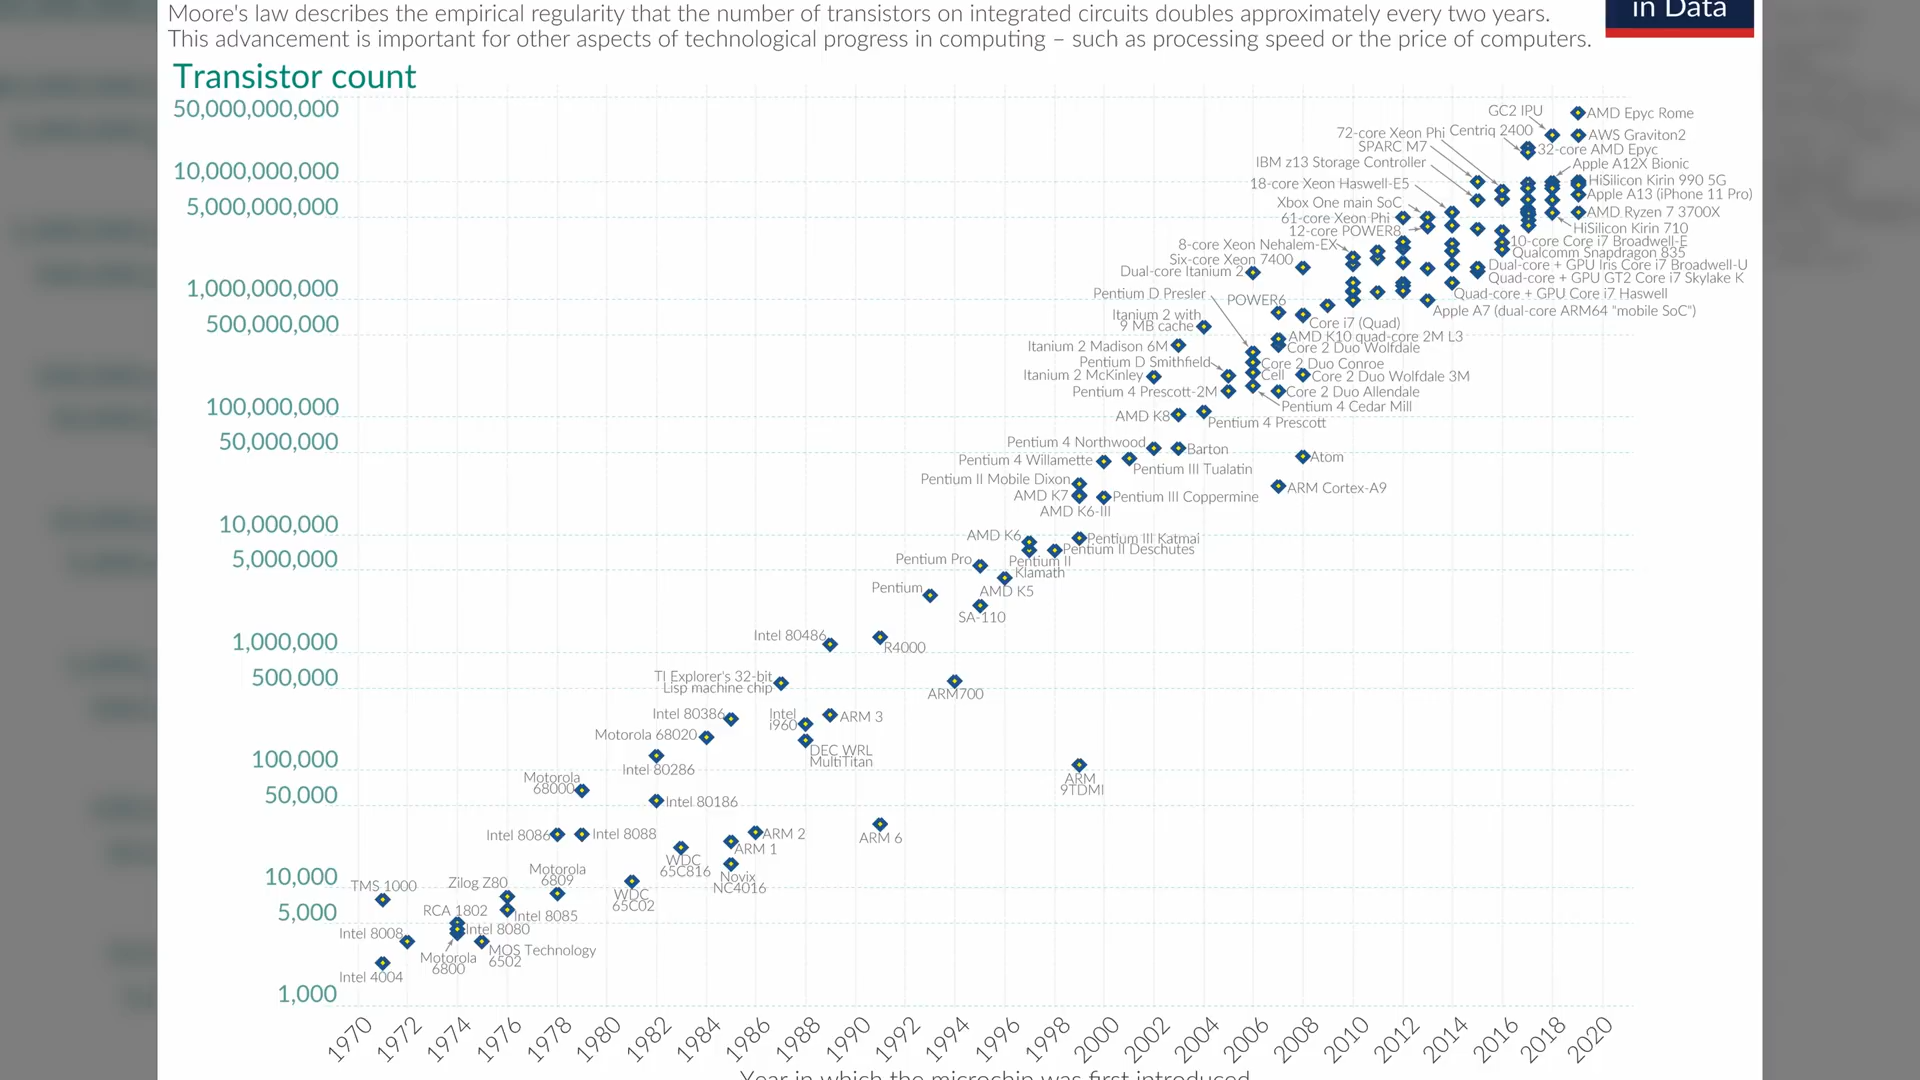 Moore's law describes the empirical regularity that the number of transistors on integrated circuits doubles approximately every two years.
This advancement is important for other aspects of technological progress in computing – such as processing speed or the price of computers.
in Data
Transistor count
50,000,000,000
10,000,000,000
5,000,000,000
1,000,000,000
500,000,000
100,000,000
50,000,000
10,000,000
5,000,000
1,000,000
500,000
100,000
50,000
10,000
5,000
1,000
GC2 IPU
AMD Epyc Rome
72-core Xeon Phi
Centriq 2400
AWS Graviton2
SPARC M7
32-core AMD Epyc
IBM z13 Storage Controller
Apple A12X Bionic
18-core Xeon Haswell-E5
HiSilicon Kirin 990 5G
Xbox One main SoC
Apple A13 (iPhone 11 Pro)
61-core Xeon Phi
AMD Ryzen 7 3700X
12-core POWER8
HiSilicon Kirin 710
8-core Xeon Nehalem-EX
10-core Core i7 Broadwell-E
Six-core Xeon 7400
Qualcomm Snapdragon 835
Dual-core Itanium 2
Dual-core + GPU Iris Core i7 Broadwell-U
Quad-core + GPU GT2 Core i7 Skylake K
Pentium D Presler
POWER6
Quad-core + GPU Core i7 Haswell
Itanium 2 with
9 MB cache
Apple A7 (dual-core ARM64 "mobile SoC")
Core i7 (Quad)
Itanium 2 Madison 6M
AMD K10 quad-core 2M L3
Core 2 Duo Wolfdale
Pentium D Smithfield
Core 2 Duo Conroe
Itanium 2 McKinley
Cell
Core 2 Duo Wolfdale 3M
Pentium 4 Prescott-2M
Core 2 Duo Allendale
Pentium 4 Cedar Mill
AMD K8
Pentium 4 Prescott
Pentium 4 Northwood
Barton
Atom
Pentium 4 Willamette
Pentium III Tualatin
Pentium II Mobile Dixon
ARM Cortex-A9
AMD K7
Pentium III Coppermine
AMD K6-III
AMD K6
Pentium III Katmai
Pentium II Deschutes
Pentium Pro
Pentium II
Klamath
Pentium
AMD K5
SA-110
Intel 80486
R4000
TI Explorer's 32-bit
Lisp machine chip
ARM700
Intel 80386
Intel
i960
ARM 3
Motorola 68020
DEC WRL
MultiTitan
Intel 80286
Motorola
68000
ARM
9TDMI
Intel 80186
Intel 8086
Intel 8088
ARM 2
ARM 6
ARM 1
WDC
65C816
Motorola
6809
Novix
NC4016
TMS 1000
Zilog Z80
WDC
65C02
RCA 1802
Intel 8085
Intel 8008
Intel 8080
MOS Technology
6502
Motorola
6800
Intel 4004
1970
1972
1974
1976
1978
1980
1982
1984
1986
1988
1990
1992
1994
1996
1998
2000
2002
2004
2006
2008
2010
2012
2014
2016
2018
2020
Year in which the microchip was first introduced